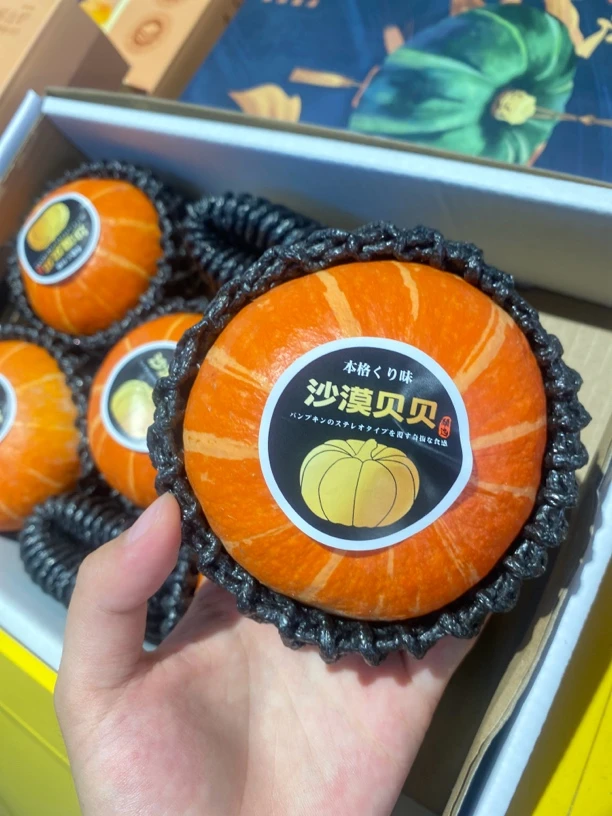 本格くり味
沙漠贝贝
パンプキンのステレオタイプを覆す自街な食感